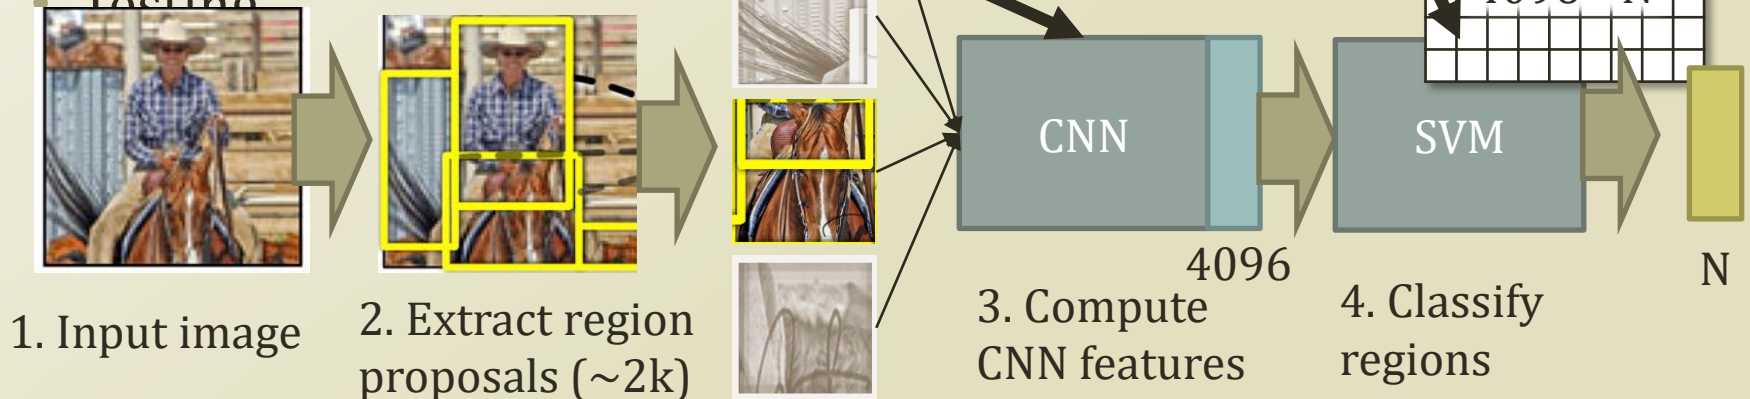 1. Input image
2. Extract region
proposals (~2k)
CNN
4096
3. Compute
CNN features
SVM
4. Classify
regions
N